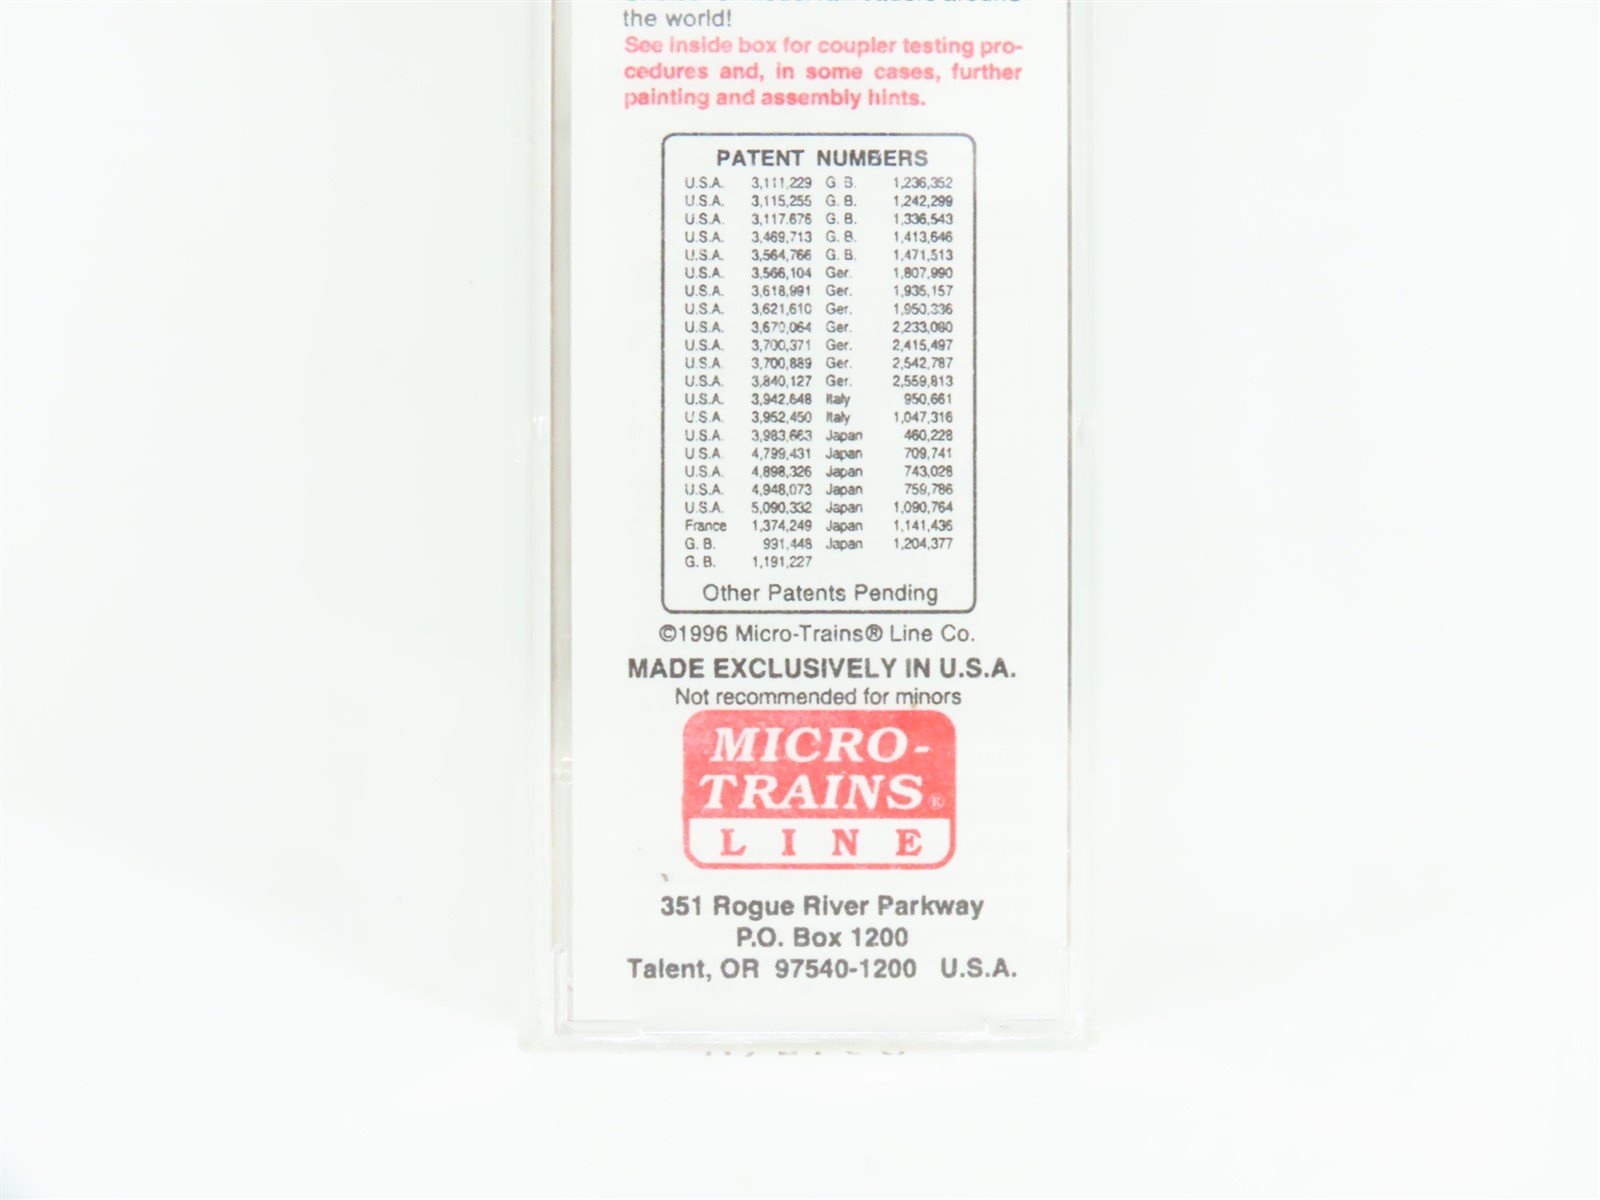 the world!
See inside box for coupler testing pro-
cedures and, in some cases, further
painting and assembly hints.
PATENT NUMBERS
U.S.A. 3,111,229 G. B. 1,236,352
U.S.A. 3,115,255 G. B. 1,242,299
U.S.A. 3,117,676 G. B. 1,336,543
U.S.A. 3,469,713 G. B. 1,413,646
U.S.A. 3,564,766 G. B. 1,471,513
U.S.A. 3,566,104 Ger. 1,807,990
U.S.A. 3,618,991 Ger. 1,935,157
U.S.A. 3,621,610 Ger. 1,950,336
U.S.A. 3,670,064 Ger. 2,233,080
U.S.A. 3,700,371 Ger. 2,415,497
U.S.A. 3,700,889 Ger. 2,542,787
U.S.A. 3,840,127 Ger. 2,559,813
U.S.A. 3,942,648 Italy 950,661
U.S.A. 3,952,450 Italy 1,047,316
U.S.A. 3,983,663 Japan 460,228
U.S.A. 4,799,431 Japan 709,741
U.S.A. 4,898,326 Japan 743,028
U.S.A. 4,948,073 Japan 759,786
U.S.A. 5,090,332 Japan 1,090,764
France 1,374,249 Japan 1,141,436
G. B. 991,448 Japan 1,204,377
G. B. 1,191,227
Other Patents Pending
©1996 Micro-Trains® Line Co.
MADE EXCLUSIVELY IN U.S.A.
Not recommended for minors
MICRO-
TRAINS®
LINE
351 Rogue River Parkway
P.O. Box 1200
Talent, OR 97540-1200 U.S.A.